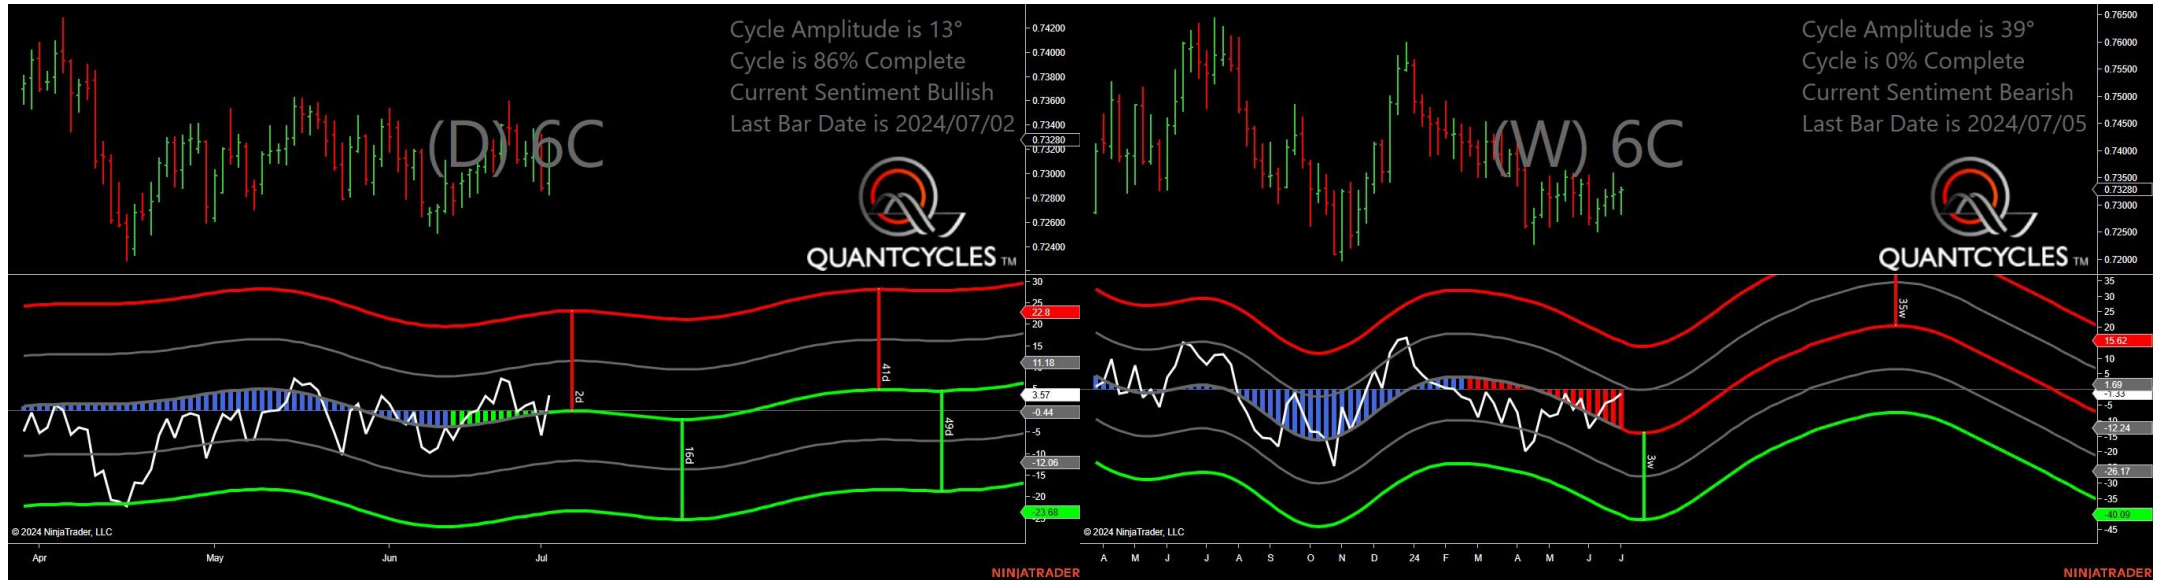 Cycle Amplitude is 13°
Cycle is 86% Complete
Current Sentiment Bullish
Last Bar Date is 2024/07/02
(D) 6C
QUANTCYCLES TM
0.74200
0.74000
0.73800
0.73600
0.73400
0.73280
0.73200
0.73000
0.72800
0.72600
0.72400
30
25
22.8
20
15
11.18
5
3.57
-0.44
-5
-10
-12.06
-15
-20
-23.68
-25
2d
16d
41d
49d
© 2024 NinjaTrader, LLC
Apr May Jun Jul
NINJATRADER
Cycle Amplitude is 39°
Cycle is 0% Complete
Current Sentiment Bearish
Last Bar Date is 2024/07/05
(W) 6C
QUANTCYCLES TM
0.76500
0.76000
0.75500
0.75000
0.74500
0.74000
0.73500
0.73280
0.73000
0.72500
0.72000
35
30
25
20
15.62
10
5
1.69
-1.33
-5
-12.24
-15
-20
-26.17
-30
-35
-40.09
-45
3w
35w
© 2024 NinjaTrader, LLC
A M J J A S O N D 24 F M A M J J
NINJATRADER